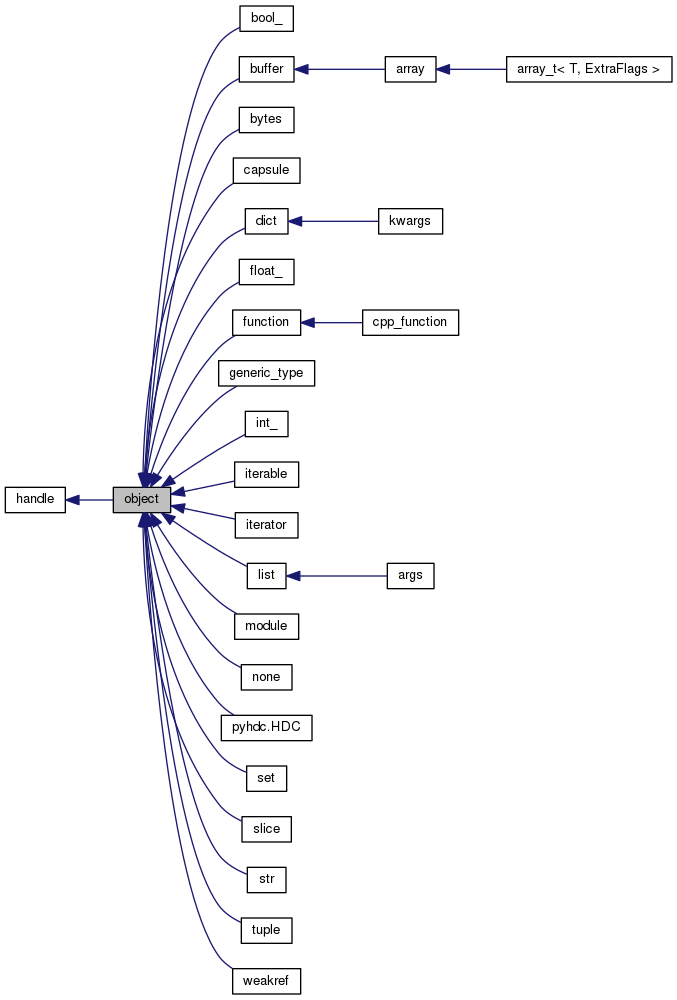 bool_
buffer
array
array_t< T, ExtraFlags >
bytes
capsule
dict
kwargs
float_
function
cpp_function
generic_type
int_
iterable
handle
object
iterator
list
args
module
none
pyhdc.HDC
set
slice
str
tuple
weakref